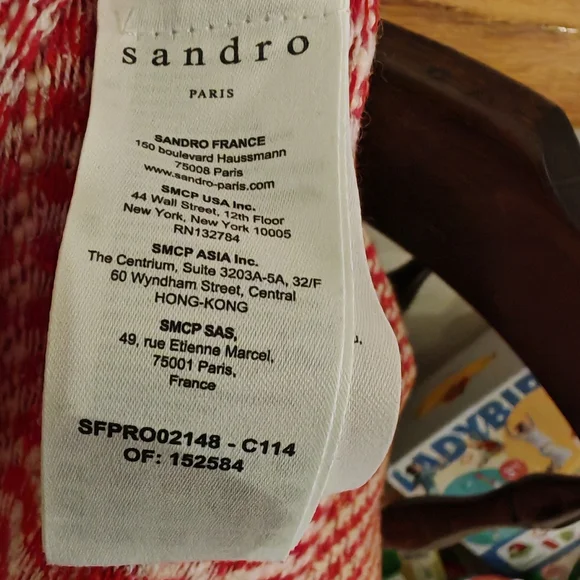 sandro
PARIS
SANDRO FRANCE
150 boulevard Haussmann
75008 Paris
www.sandro-paris.com
SMCP USA Inc.
44 Wall Street, 12th Floor
New York, New York 10005
RN132784
SMCP ASIA Inc.
The Centrium, Suite 3203A-5A, 32/F
60 Wyndham Street, Central
HONG-KONG
SMCP SAS,
49, rue Etienne Marcel,
75001 Paris,
France
SFPRO02148 - C114
OF: 152584
LADYBIR